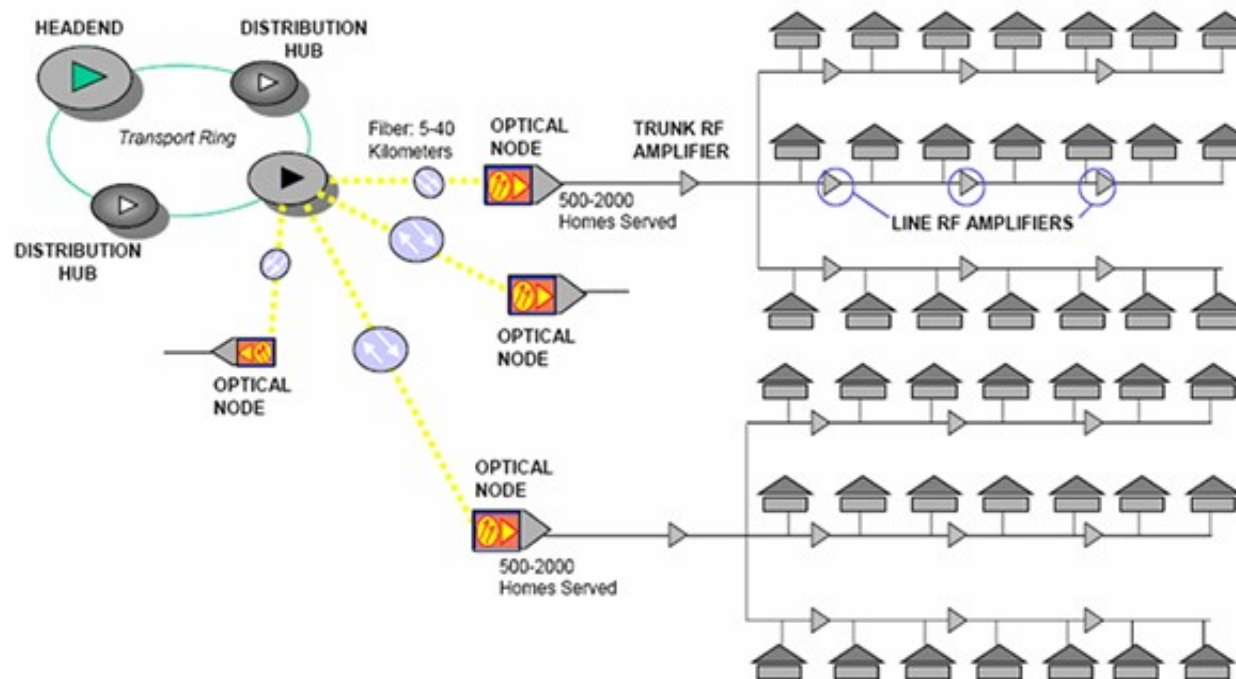 HEADEND
DISTRIBUTION
HUB
Transport Ring
DISTRIBUTION
HUB
Fiber: 5-40
Kilometers
OPTICAL
NODE
500-2000
Homes Served
TRUNK RF
AMPLIFIER
LINE RF AMPLIFIERS
OPTICAL
NODE
OPTICAL
NODE
OPTICAL
NODE
500-2000
Homes Served